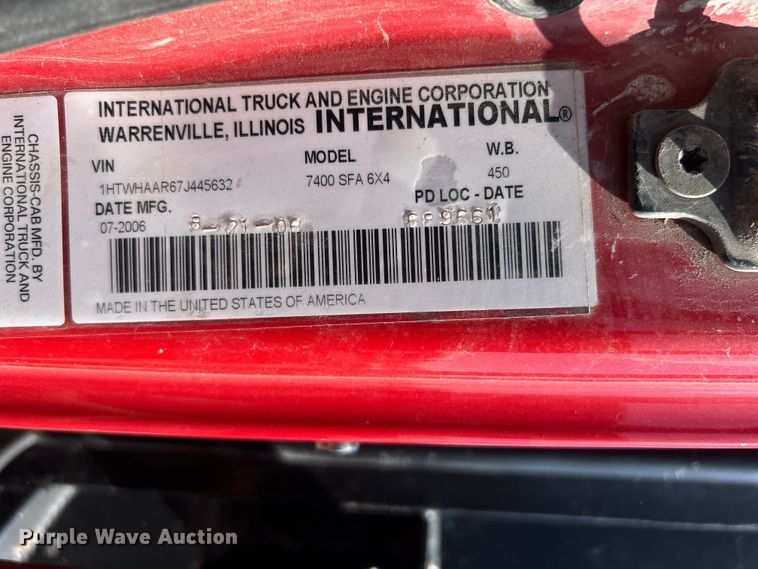 CHASSIS-CAB MFD. BY
INTERNATIONAL TRUCK AND
ENGINE CORPORATION
INTERNATIONAL TRUCK AND ENGINE CORPORATION
WARRENVILLE, ILLINOIS INTERNATIONAL®
VIN MODEL W.B.
1HTWHAAR67J445632 7400 SFA 6X4 450
DATE MFG. PD LOC - DATE
07-2006
MADE IN THE UNITED STATES OF AMERICA
Purple Wave Auction